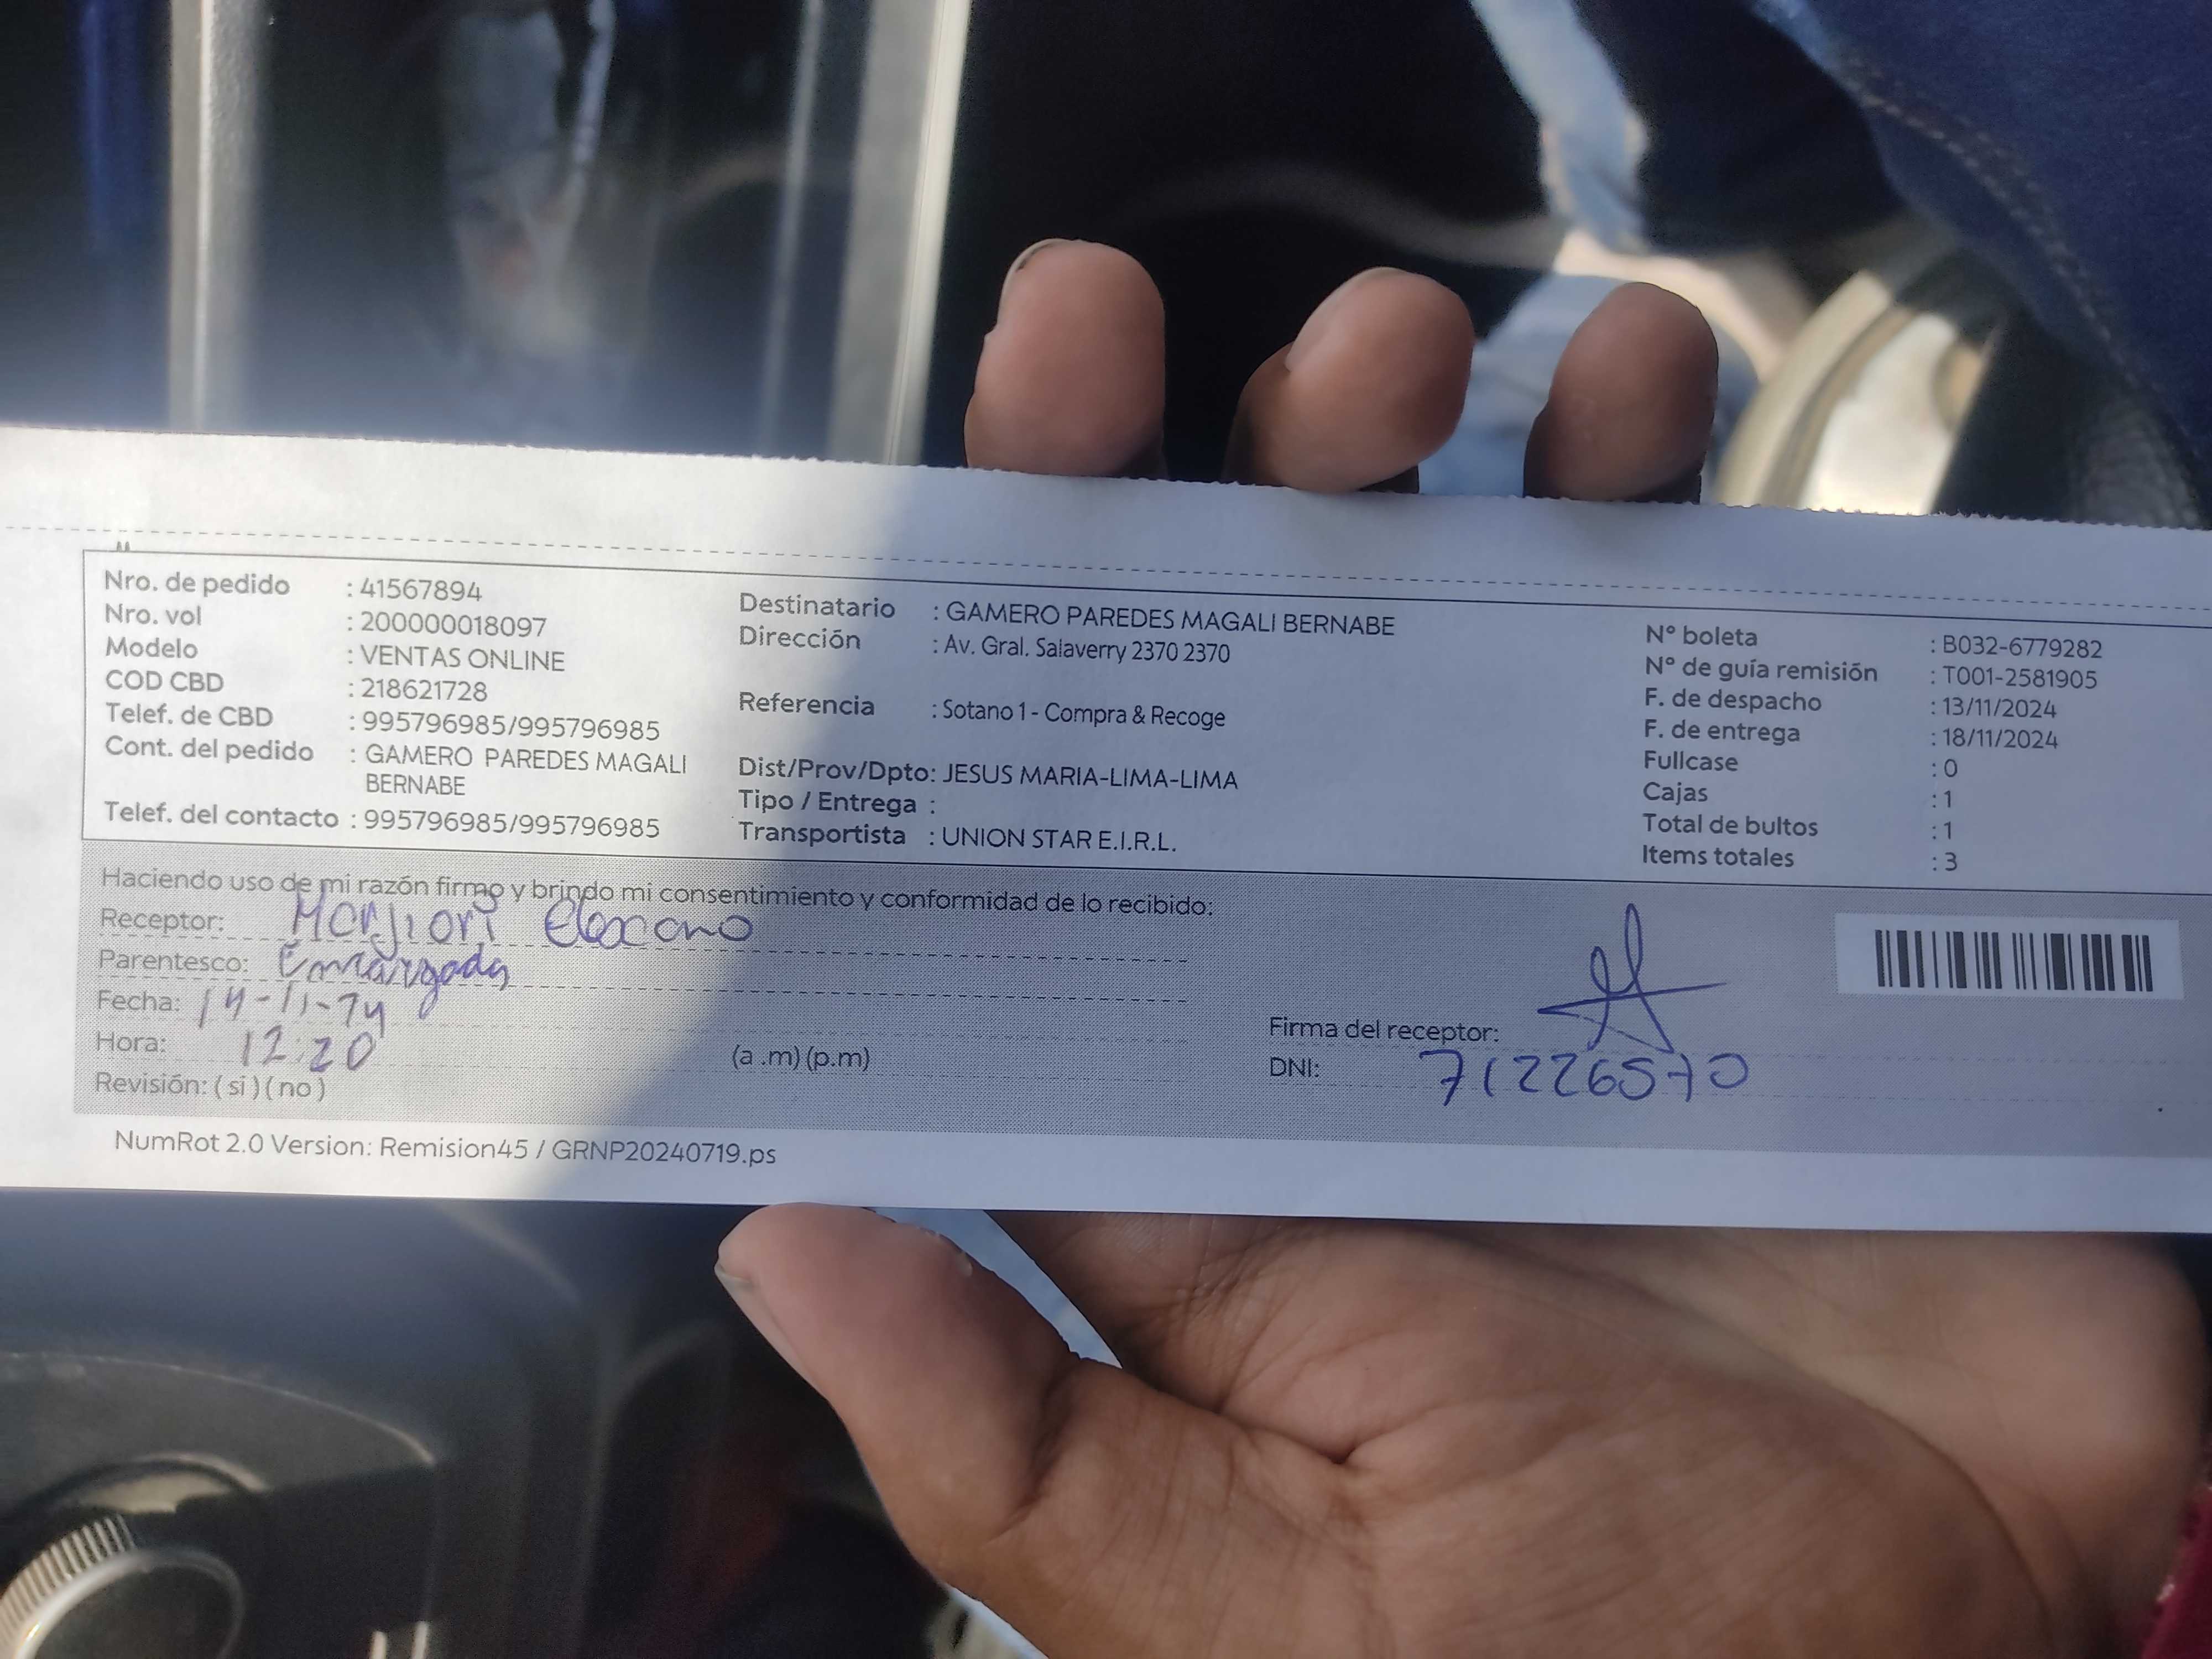 Nro. de pedido : 41567894
Nro. vol : 200000018097
Modelo : VENTAS ONLINE
COD CBD : 218621728
Telef. de CBD : 995796985/995796985
Cont. del pedido : GAMERO PAREDES MAGALI
BERNABE
Telef. del contacto : 995796985/995796985
Destinatario : GAMERO PAREDES MAGALI BERNABE
Dirección : Av. Gral. Salaverry 2370 2370
Referencia : Sotano 1 - Compra & Recoge
Dist/Prov/Dpto: JESUS MARIA-LIMA-LIMA
Tipo / Entrega :
Transportista : UNION STAR E.I.R.L.
N° boleta : B032-6779282
N° de guía remisión : T001-2581905
F. de despacho : 13/11/2024
F. de entrega : 18/11/2024
Fullcase : 0
Cajas : 1
Total de bultos : 1
Items totales : 3
Haciendo uso de mi razón firmo y brindo mi consentimiento y conformidad de lo recibido:
Receptor: Marjiori
Parentesco: Encargada
Fecha: 14-11-24
Hora: 12:20 (a .m) (p.m)
Revisión: ( si ) ( no )
Firma del receptor:
DNI: 71226570
NumRot 2.0 Version: Remision45 / GRNP20240719.ps